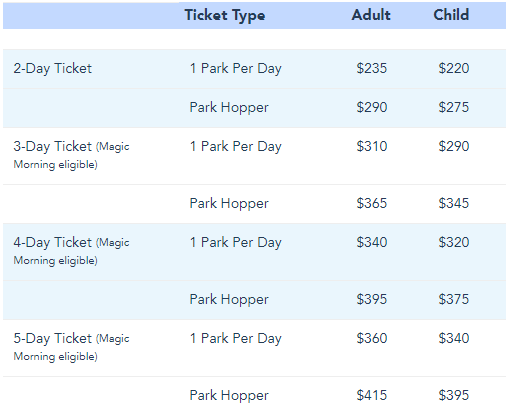 Ticket Type Adult Child
2-Day Ticket 1 Park Per Day $235 $220
Park Hopper $290 $275
3-Day Ticket (Magic 1 Park Per Day $310 $290
Morning eligible)
Park Hopper $365 $345
4-Day Ticket (Magic 1 Park Per Day $340 $320
Morning eligible)
Park Hopper $395 $375
5-Day Ticket (Magic 1 Park Per Day $360 $340
Morning eligible)
Park Hopper $415 $395